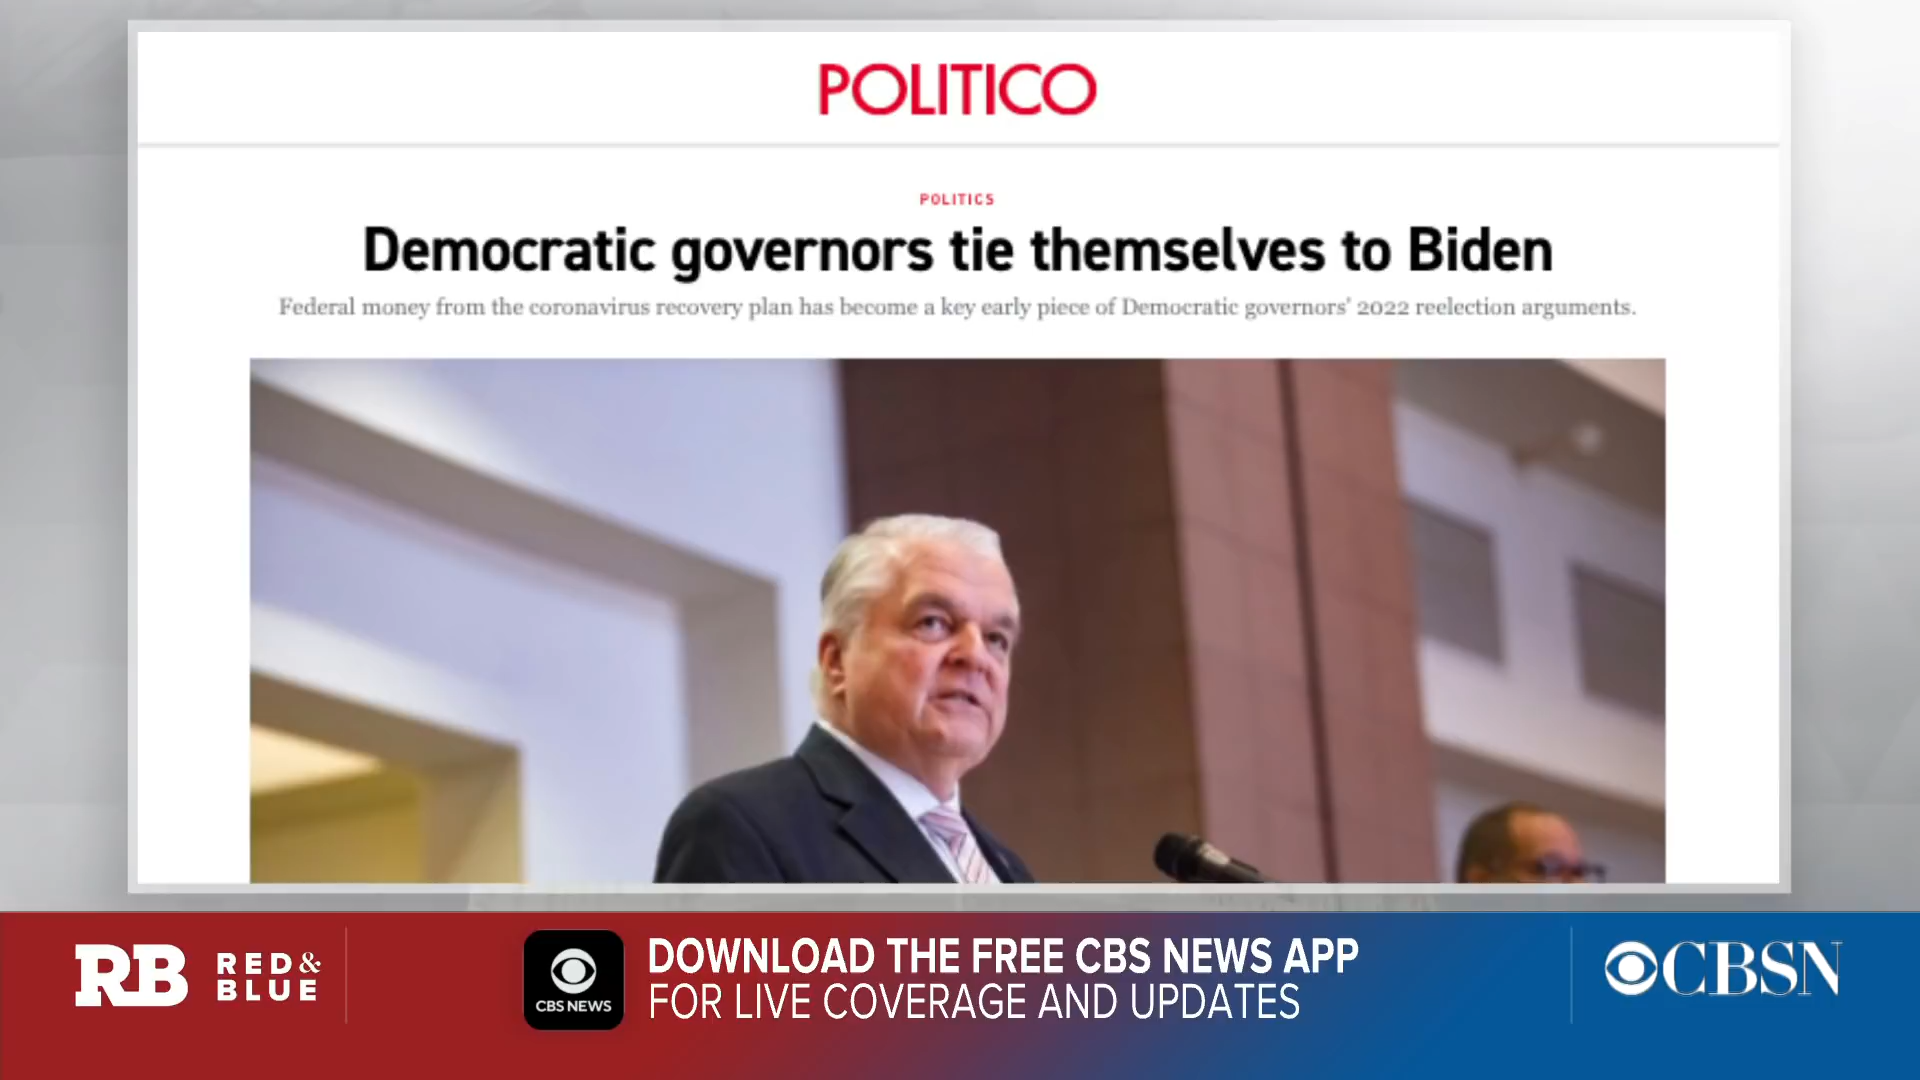 POLITICO
POLITICS
Democratic governors tie themselves to Biden
Federal money from the coronavirus recovery plan has become a key early piece of Democratic governors' 2022 reelection arguments.
RB
RED&
BLUE
CBS NEWS
DOWNLOAD THE FREE CBS NEWS APP
FOR LIVE COVERAGE AND UPDATES
CBSN